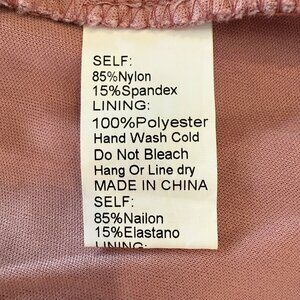 SELF:
85%Nylon
15%Spandex
LINING:
100%Polyester
Hand Wash Cold
Do Not Bleach
Hang Or Line dry
MADE IN CHINA
SELF:
85%Nailon
15%Elastano
LINING: